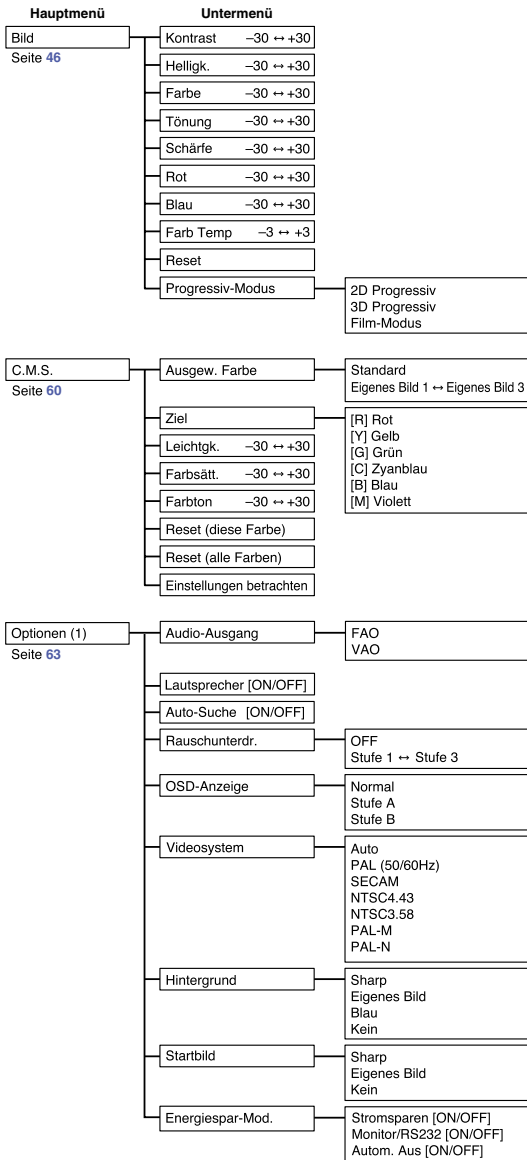 Hauptmenü Untermenü
Bild
Seite 46
Kontrast –30 ↔ +30
Helligk. –30 ↔ +30
Farbe –30 ↔ +30
Tönung –30 ↔ +30
Schärfe –30 ↔ +30
Rot –30 ↔ +30
Blau –30 ↔ +30
Farb Temp –3 ↔ +3
Reset
Progressiv-Modus
2D Progressiv
3D Progressiv
Film-Modus
C.M.S.
Seite 60
Ausgew. Farbe
Standard
Eigenes Bild 1 ↔ Eigenes Bild 3
Ziel
[R] Rot
[Y] Gelb
[G] Grün
[C] Zyanblau
[B] Blau
[M] Violett
Leichtgk. –30 ↔ +30
Farbsätt. –30 ↔ +30
Farbton –30 ↔ +30
Reset (diese Farbe)
Reset (alle Farben)
Einstellungen betrachten
Optionen (1)
Seite 63
Audio-Ausgang
FAO
VAO
Lautsprecher [ON/OFF]
Auto-Suche [ON/OFF]
Rauschunterdr.
OFF
Stufe 1 ↔ Stufe 3
OSD-Anzeige
Normal
Stufe A
Stufe B
Videosystem
Auto
PAL (50/60Hz)
SECAM
NTSC4.43
NTSC3.58
PAL-M
PAL-N
Hintergrund
Sharp
Eigenes Bild
Blau
Kein
Startbild
Sharp
Eigenes Bild
Kein
Energiespar-Mod.
Stromsparen [ON/OFF]
Monitor/RS232 [ON/OFF]
Autom. Aus [ON/OFF]